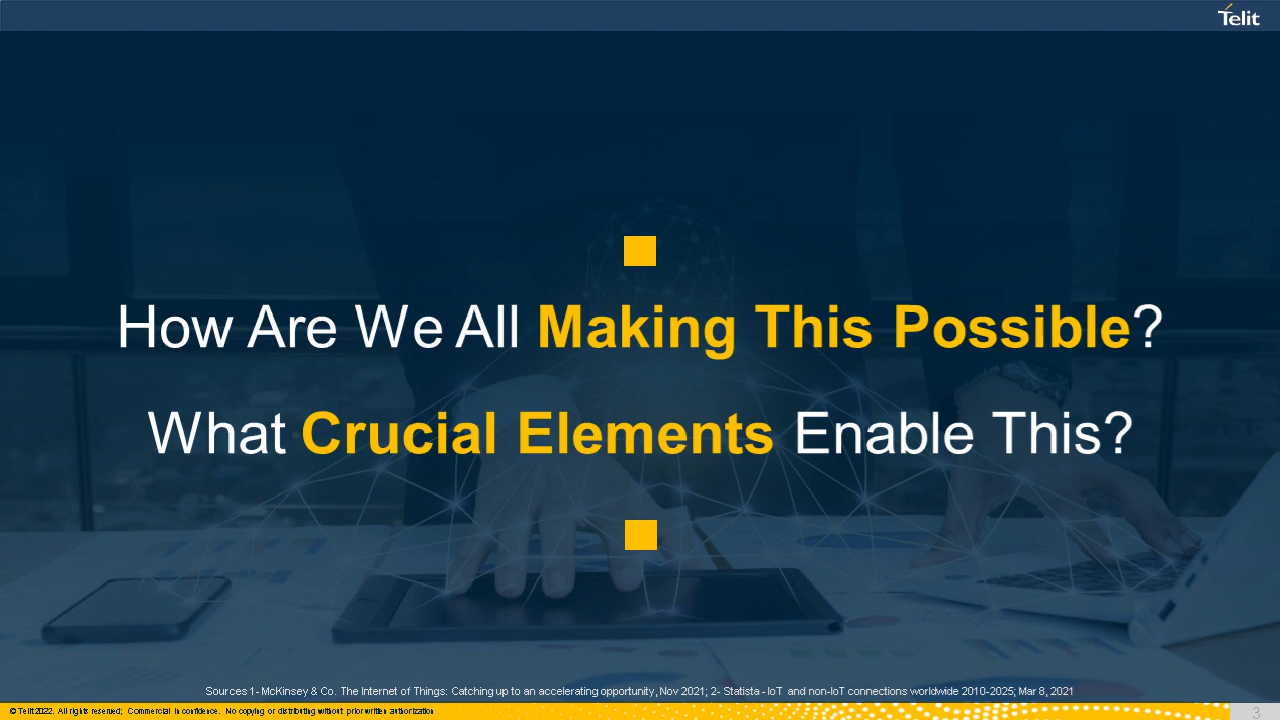 Telit
How Are We All Making This Possible?
What Crucial Elements Enable This?
Sources 1- McKinsey & Co. The Internet of Things: Catching up to an accelerating opportunity, Nov 2021; 2- Statista - IoT and non-IoT connections worldwide 2010-2025; Mar 8, 2021
© Telit 2022. All rights reserved; Commercial in confidence. No copying or distributing without prior written authorization
3